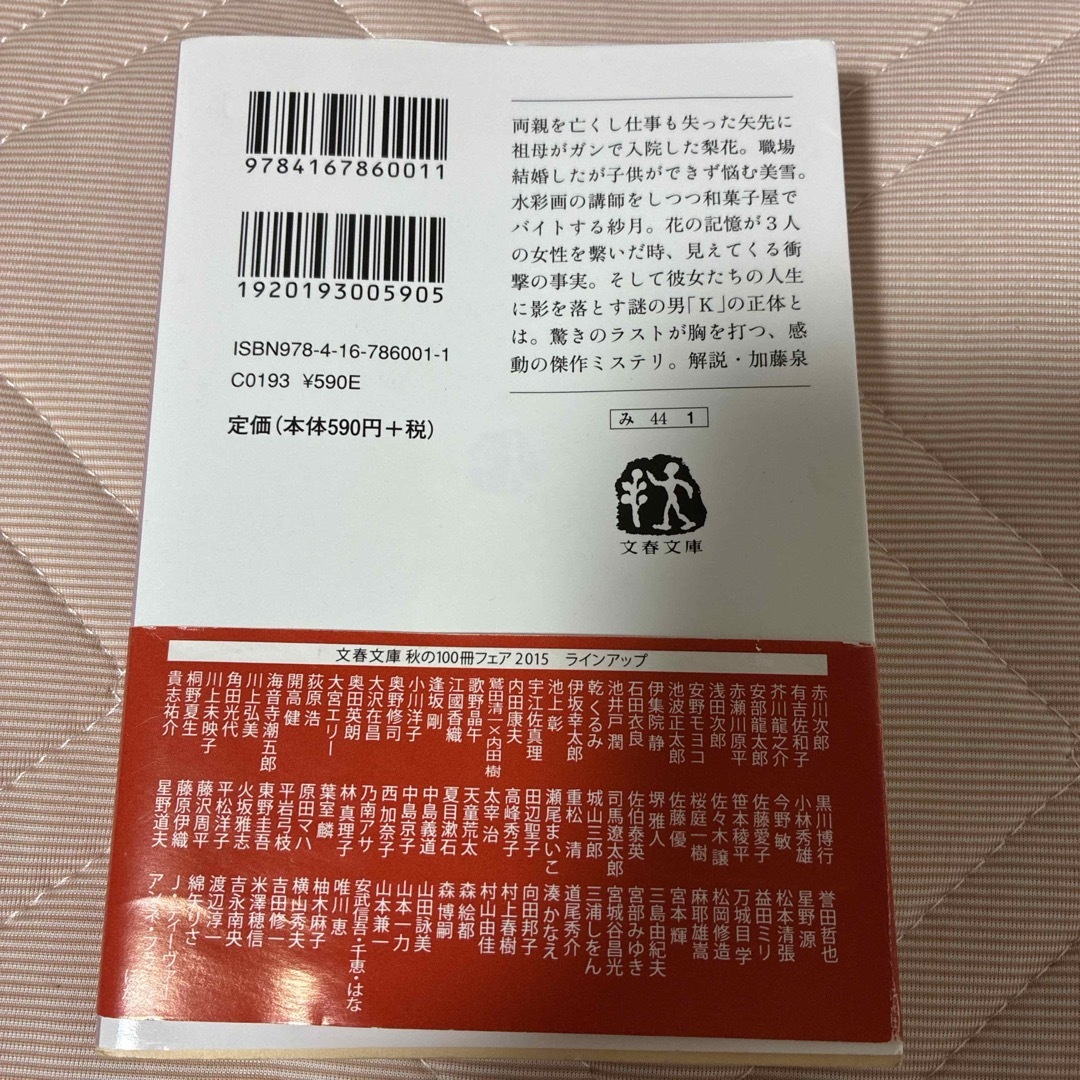 9784167860011
1920193005905
ISBN978-4-16-786001-1
C0193 ¥590E
定価(本体590円+税)
両親を亡くし仕事も失った矢先に
祖母がガンで入院した梨花。職場
結婚したが子供ができず悩む美雪。
水彩画の講師をしつつ和菓子屋で
バイトする紗月。花の記憶が3人
の女性を繫いだ時、見えてくる衝
撃の事実。そして彼女たちの人生
に影を落とす謎の男「K」の正体と
は。驚きのラストが胸を打つ、感
動の傑作ミステリ。解説・加藤泉
み 44 1
文春文庫
文春文庫 秋の100冊フェア2015 ラインアップ
赤川次郎
有吉佐和子
芥川龍之介
安部龍太郎
赤瀬川原平
浅田次郎
安野モヨコ
池波正太郎
伊集院 静
石田衣良
池井戸 潤
乾くるみ
伊坂幸太郎
池上 彰
宇江佐真理
内田康夫
鷲田清一×内田 樹
歌野晶午
江國香織
逢坂 剛
小川洋子
奥野修司
大沢在昌
奥田英朗
大宮エリー
荻原 浩
開高 健
海音寺潮五郎
川上弘美
角田光代
川上未映子
桐野夏生
貴志祐介
黒川博行
小林秀雄
今野 敏
佐藤愛子
笹本稜平
佐々木 譲
桜庭一樹
佐藤 優
堺 雅人
佐伯泰英
司馬遼太郎
城山三郎
重松 清
瀬尾まいこ
田辺聖子
高峰秀子
太宰 治
天童荒太
夏目漱石
中島義道
中島京子
西 加奈子
乃南アサ
林 真理子
葉室 麟
原田マハ
平岩弓枝
東野圭吾
火坂雅志
平松洋子
藤沢周平
藤原伊織
星野道夫
誉田哲也
星野 源
松本清張
益田ミリ
万城目 学
松岡修造
麻耶雄嵩
宮本 輝
三島由紀夫
宮部みゆき
宮城谷昌光
三浦しをん
道尾秀介
湊かなえ
向田邦子
村上春樹
村山由佳
森 絵都
森 博嗣
山田詠美
山本一力
山本兼一
安武信吾・千恵・はな
唯川 恵
柚木麻子
横山秀夫
吉田修一
米澤穂信
吉永南央
渡辺淳一
綿矢りさ
J・ディーヴ
アンネ・フラ